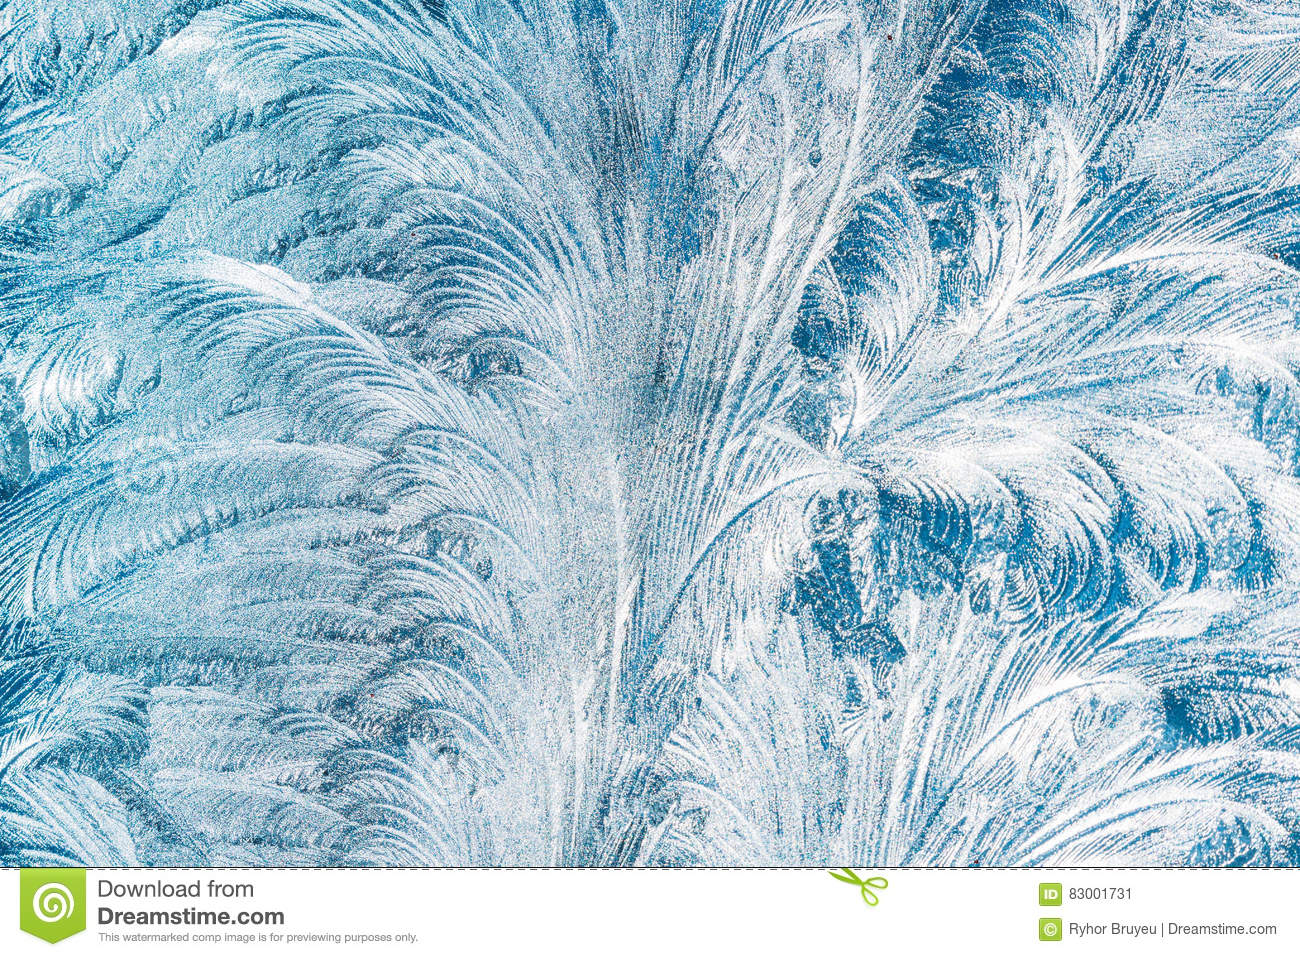 Download from
Dreamstime.com
This watermarked comp image is for previewing purposes only.
ID 83001731
© Ryhor Bruyeu | Dreamstime.com